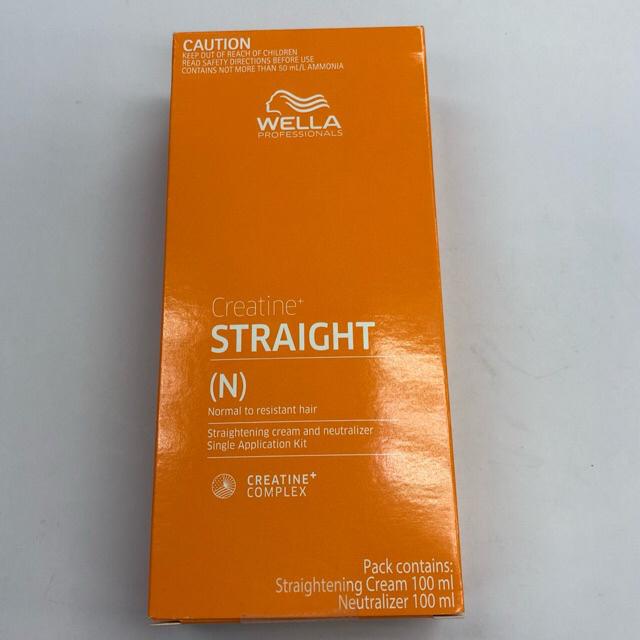 CAUTION
KEEP OUT OF REACH OF CHILDREN
READ SAFETY DIRECTIONS BEFORE USE
CONTAINS NOT MORE THAN 50 mL/L AMMONIA
WELLA
PROFESSIONALS
Creatine+
STRAIGHT
(N)
Normal to resistant hair
Straightening cream and neutralizer
Single Application Kit
CREATINE+
COMPLEX
Pack contains:
Straightening Cream 100 ml
Neutralizer 100 ml